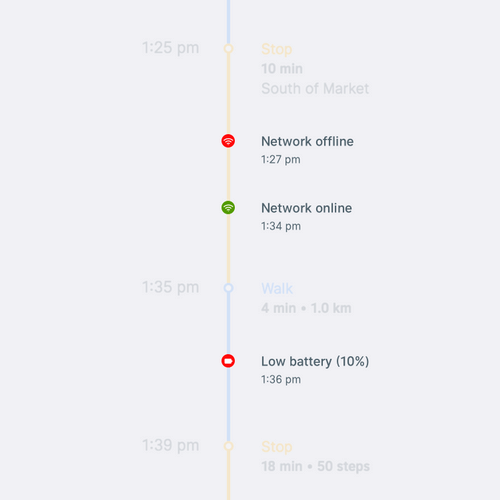 1:25 pm Stop
10 min
South of Market
Network offline
1:27 pm
Network online
1:34 pm
1:35 pm Walk
4 min • 1.0 km
Low battery (10%)
1:36 pm
1:39 pm Stop
18 min • 50 steps